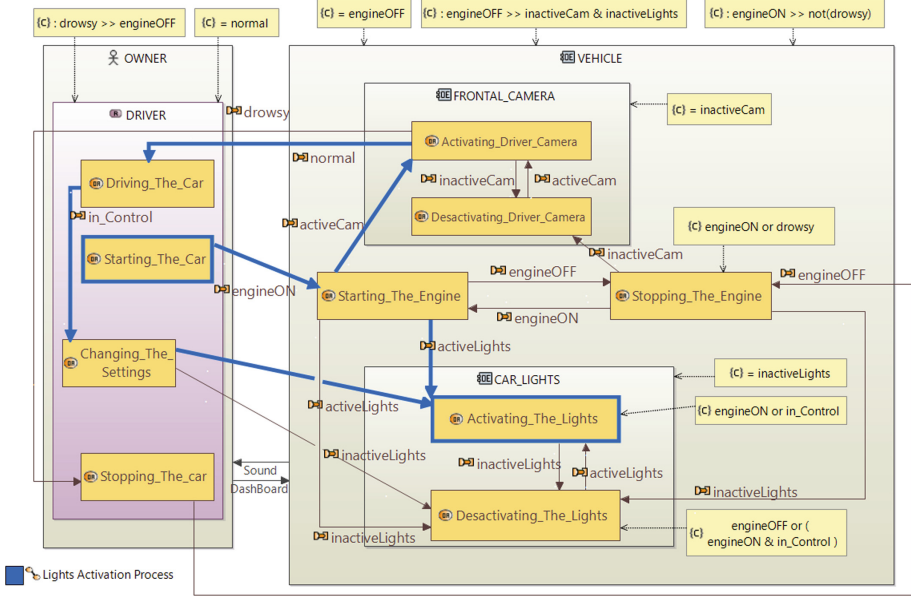 {c} : drowsy >> engineOFF
{c} = normal
{c} = engineOFF
{c} : engineOFF >> inactiveCam & inactiveLights
{c} : engineON >> not(drowsy)
OWNER
VEHICLE
DRIVER
drowsy
FRONTAL_CAMERA
{c} = inactiveCam
Activating_Driver_Camera
normal
Driving_The_Car
inactiveCam
activeCam
in_Control
activeCam
Desactivating_Driver_Camera
{c} engineON or drowsy
Starting_The_Car
inactiveCam
engineOFF
engineOFF
engineON
Starting_The_Engine
Stopping_The_Engine
engineON
activeLights
Changing_The_
Settings
CAR_LIGHTS
{c} = inactiveLights
activeLights
Activating_The_Lights
{c} engineON or in_Control
inactiveLights
inactiveLights
activeLights
Sound
Stopping_The_car
DashBoard
inactiveLights
Desactivating_The_Lights
{c} engineOFF or (
engineON & in_Control )
inactiveLights
Lights Activation Process